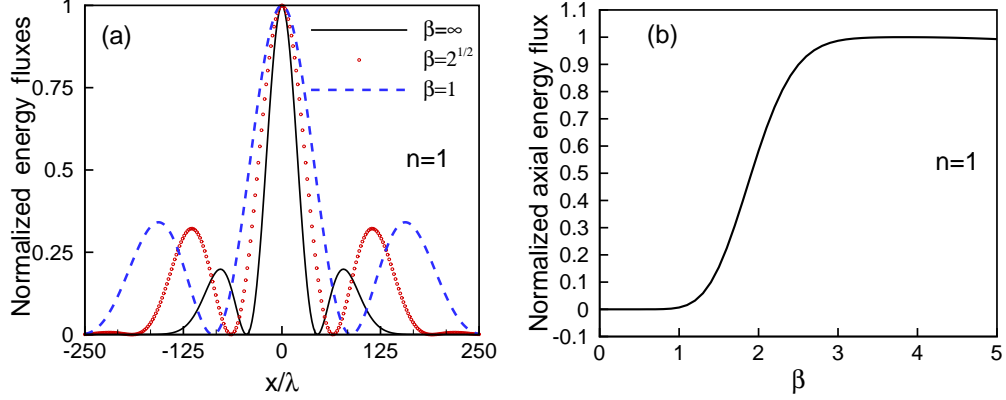 (a)
Normalized energy fluxes
1
0.75
0.5
0.25
0
-250
-125
0
125
250
x/λ
β=∞
β=2^{1/2}
β=1
n=1
(b)
Normalized axial energy flux
1.1
1
0.9
0.8
0.7
0.6
0.5
0.4
0.3
0.2
0.1
0
-0.1
0
1
2
3
4
5
β
n=1